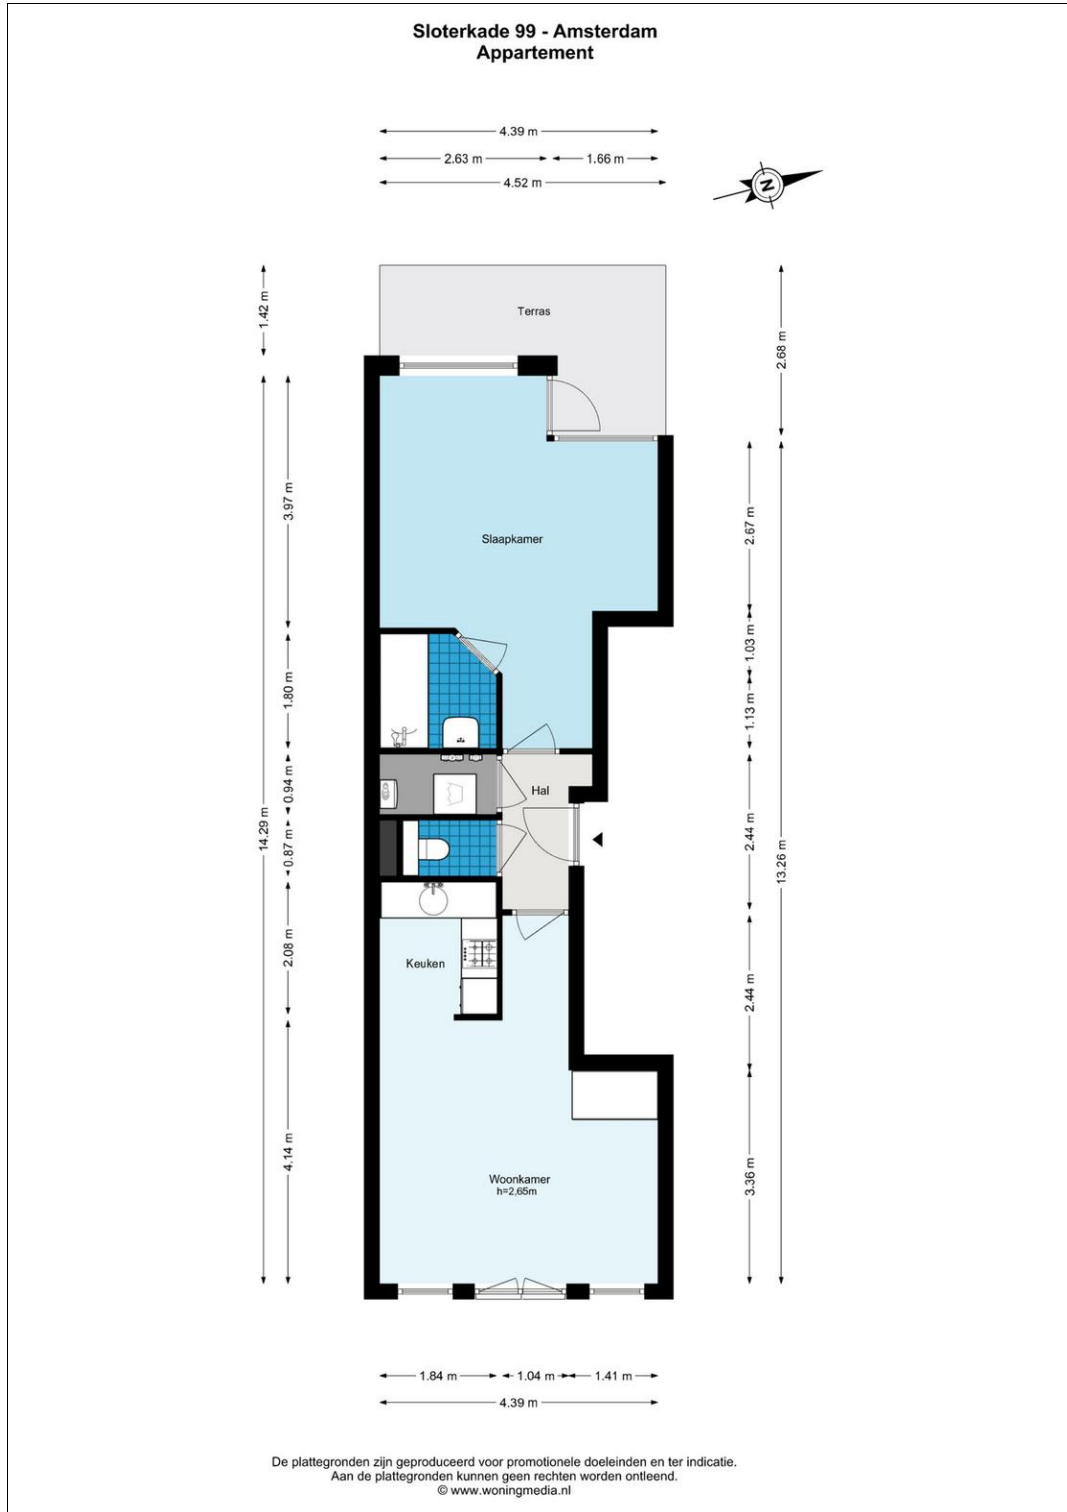 Sloterkade 99 - Amsterdam
Appartement
4.39 m
2.63 m
1.66 m
4.52 m
N
1.42 m
Terras
2.68 m
3.97 m
Slaapkamer
2.67 m
1.03 m
1.80 m
1.13 m
14.29 m
0.94 m
Hal
2.44 m
13.26 m
0.87 m
2.08 m
Keuken
2.44 m
4.14 m
Woonkamer
h=2,65m
3.36 m
1.84 m
1.04 m
1.41 m
4.39 m
De plattegronden zijn geproduceerd voor promotionele doeleinden en ter indicatie.
Aan de plattegronden kunnen geen rechten worden ontleend.
© www.woningmedia.nl